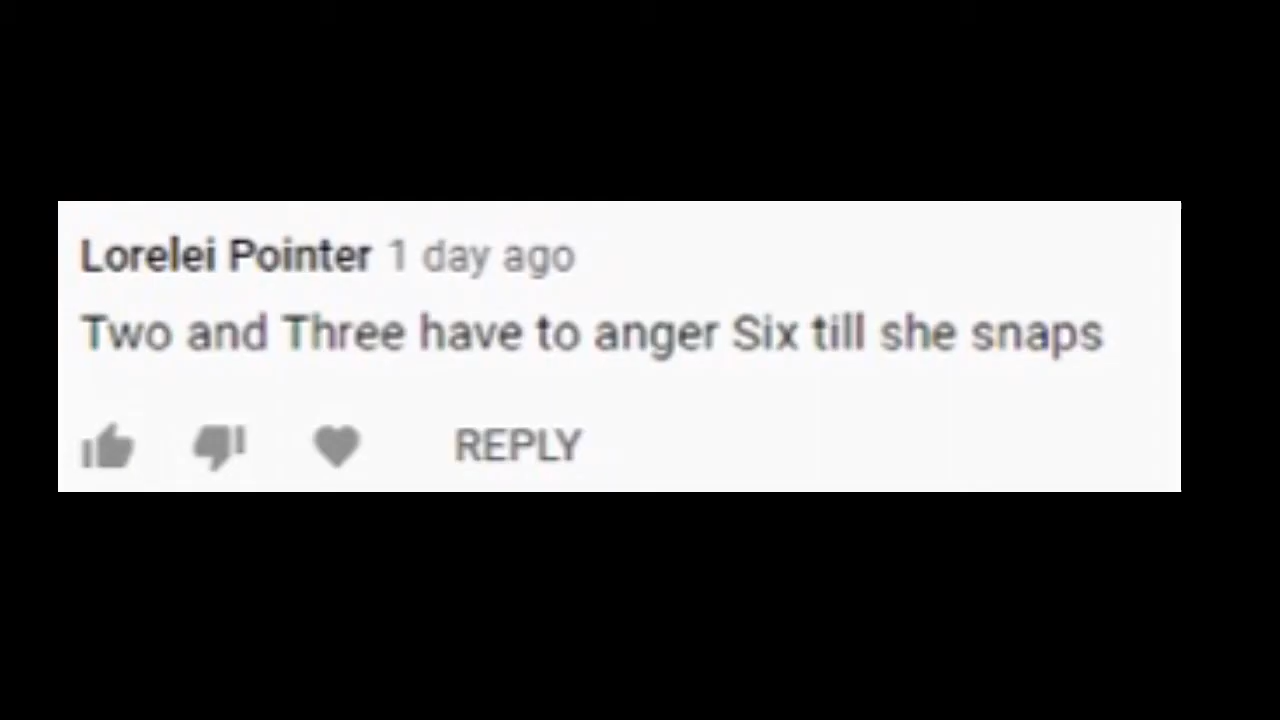 Lorelei Pointer 1 day ago
Two and Three have to anger Six till she snaps
REPLY